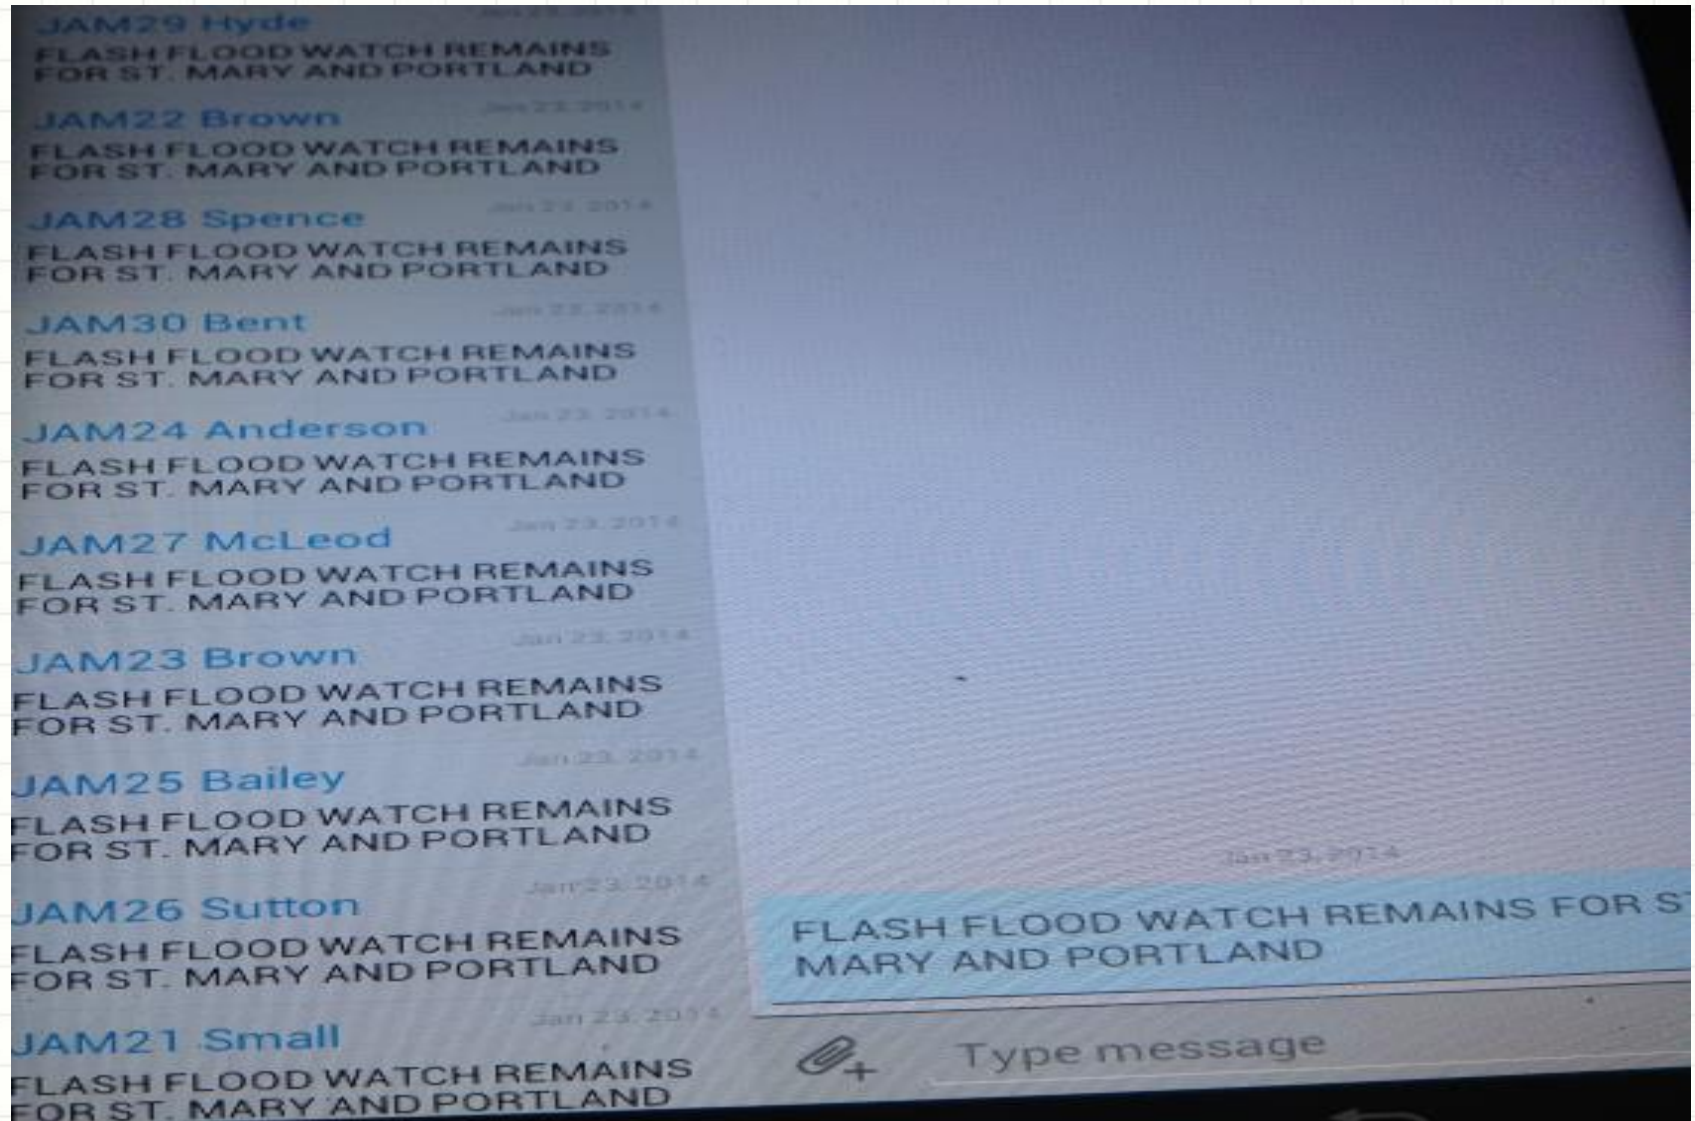 JAM29 Hyde
FLASH FLOOD WATCH REMAINS
FOR ST. MARY AND PORTLAND
Jan 23, 2014
JAM22 Brown
FLASH FLOOD WATCH REMAINS
FOR ST. MARY AND PORTLAND
Jan 23, 2014
JAM28 Spence
FLASH FLOOD WATCH REMAINS
FOR ST. MARY AND PORTLAND
Jan 23, 2014
JAM30 Bent
FLASH FLOOD WATCH REMAINS
FOR ST. MARY AND PORTLAND
Jan 23, 2014
JAM24 Anderson
FLASH FLOOD WATCH REMAINS
FOR ST. MARY AND PORTLAND
Jan 23, 2014
JAM27 McLeod
FLASH FLOOD WATCH REMAINS
FOR ST. MARY AND PORTLAND
Jan 23, 2014
JAM23 Brown
FLASH FLOOD WATCH REMAINS
FOR ST. MARY AND PORTLAND
Jan 23, 2014
JAM25 Bailey
FLASH FLOOD WATCH REMAINS
FOR ST. MARY AND PORTLAND
Jan 23, 2014
JAM26 Sutton
FLASH FLOOD WATCH REMAINS
FOR ST. MARY AND PORTLAND
Jan 23, 2014
JAM21 Small
FLASH FLOOD WATCH REMAINS
FOR ST. MARY AND PORTLAND
Jan 23, 2014
FLASH FLOOD WATCH REMAINS FOR ST
MARY AND PORTLAND
Type message